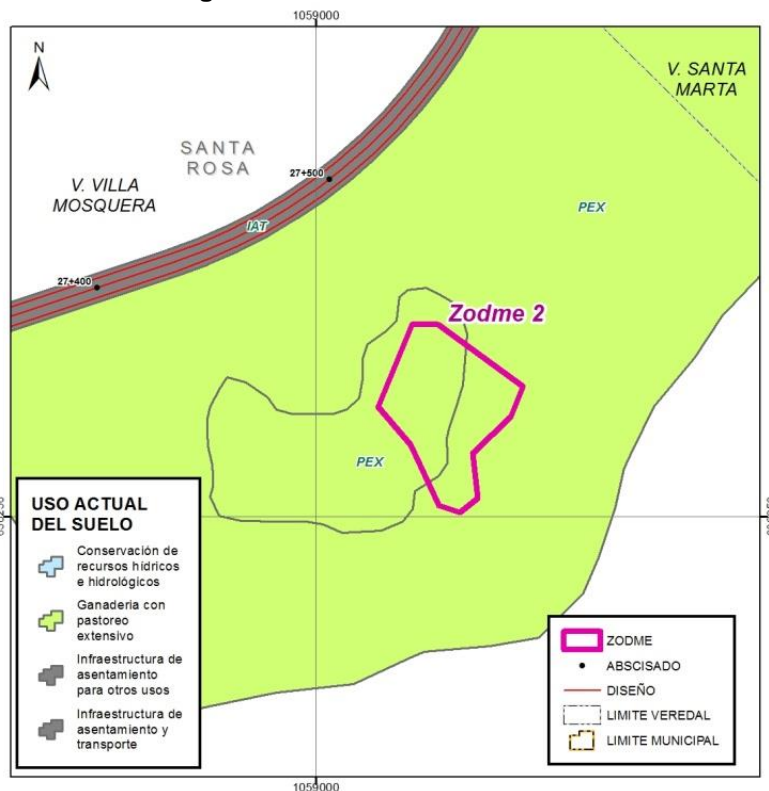 1059000
N
V. SANTA
MARTA
SANTA
ROSA
27+500
V. VILLA
MOSQUERA
PEX
IAT
27+400
Zodme 2
PEX
USO ACTUAL
DEL SUELO
Conservación de
recursos hídricos
e hidrológicos
Ganaderia con
pastoreo
extensivo
Infraestructura de
asentamiento
para otros usos
Infraestructura de
asentamiento y
transporte
ZODME
ABSCISADO
DISEÑO
LIMITE VEREDAL
LIMITE MUNICIPAL
1059000